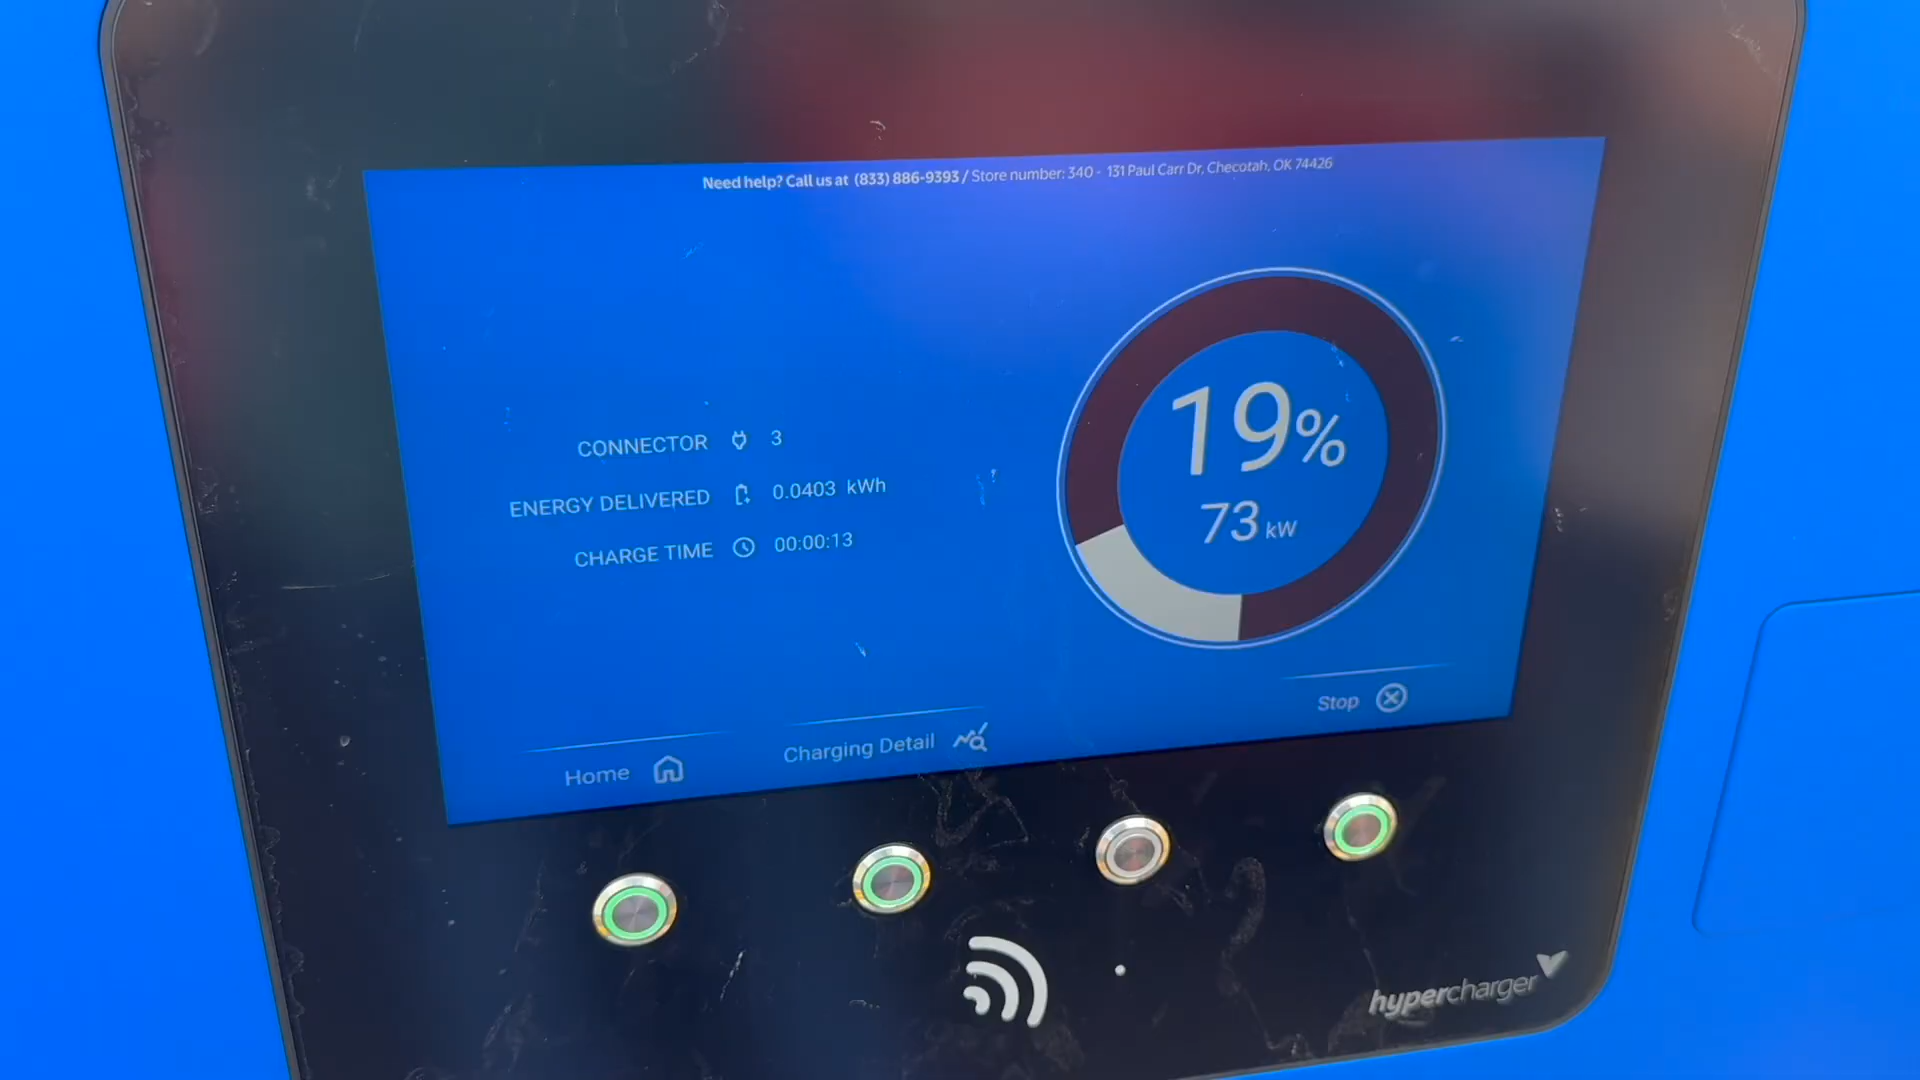 Need help? Call us at (833) 886-9393 / Store number: 340 - 131 Paul Carr Dr, Checotah, OK 74426
CONNECTOR 3
ENERGY DELIVERED 0.0403 kWh
CHARGE TIME 00:00:13
19%
73 kW
Stop
Home
Charging Detail
hypercharger